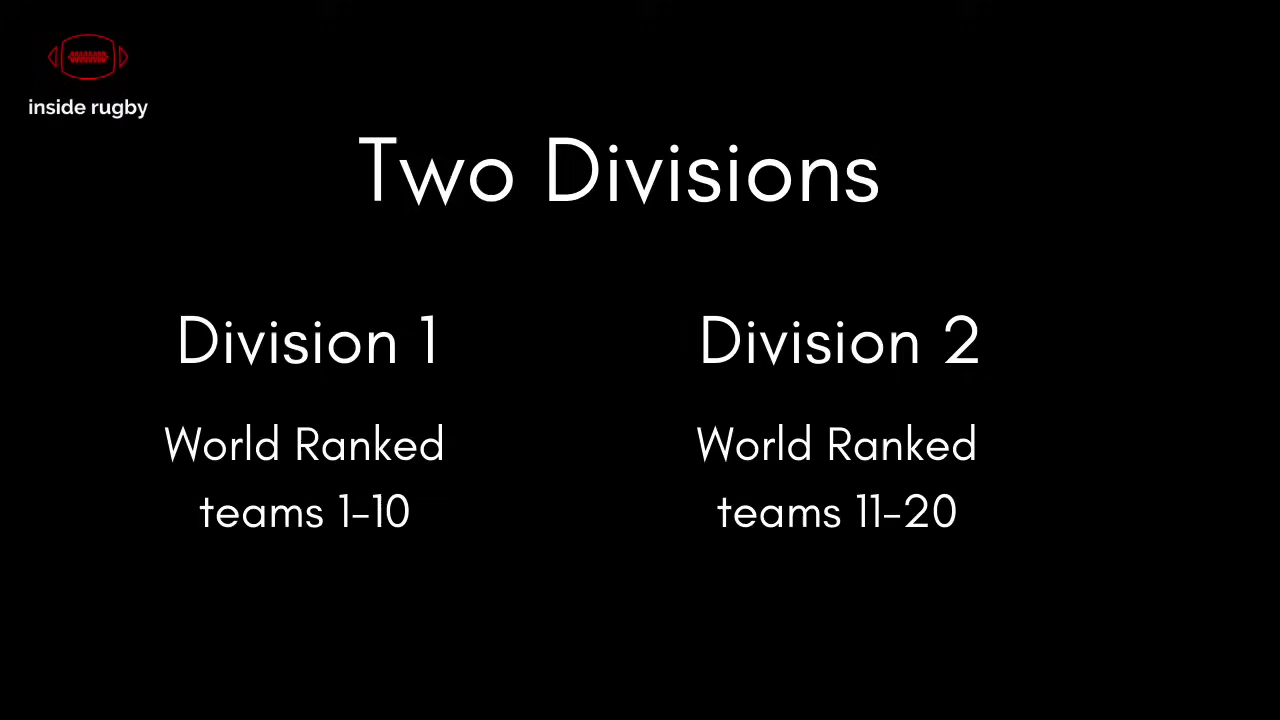 inside rugby
Two Divisions
Division 1
World Ranked
teams 1-10
Division 2
World Ranked
teams 11-20